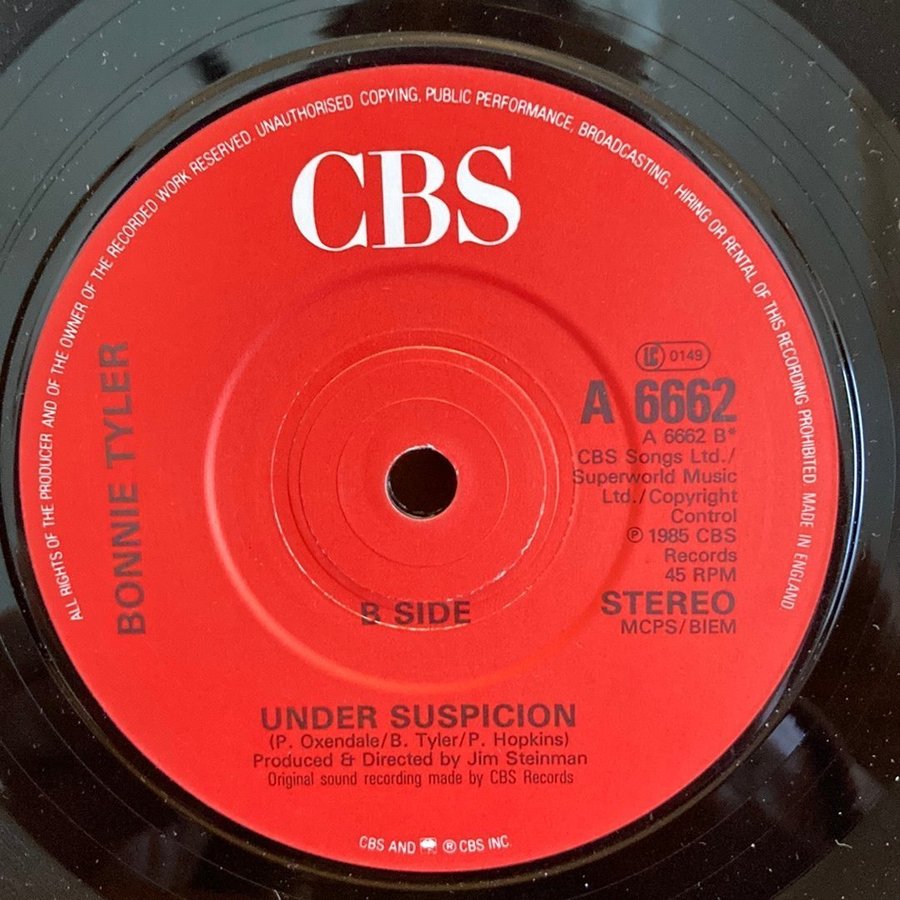 ALL RIGHTS OF THE PRODUCER AND OF THE OWNER OF THE RECORDED WORK RESERVED. UNAUTHORISED COPYING, PUBLIC PERFORMANCE, BROADCASTING, HIRING OR RENTAL OF THIS RECORDING PROHIBITED MADE IN ENGLAND
CBS
BONNIE TYLER
LC 0149
A 6662
A 6662 B*
CBS Songs Ltd./
Superworld Music
Ltd./Copyright
Control
℗ 1985 CBS
Records
45 RPM
B SIDE
STEREO
MCPS/BIEM
UNDER SUSPICION
(P. Oxendale/B. Tyler/P. Hopkins)
Produced & Directed by Jim Steinman
Original sound recording made by CBS Records
CBS AND ® CBS INC.